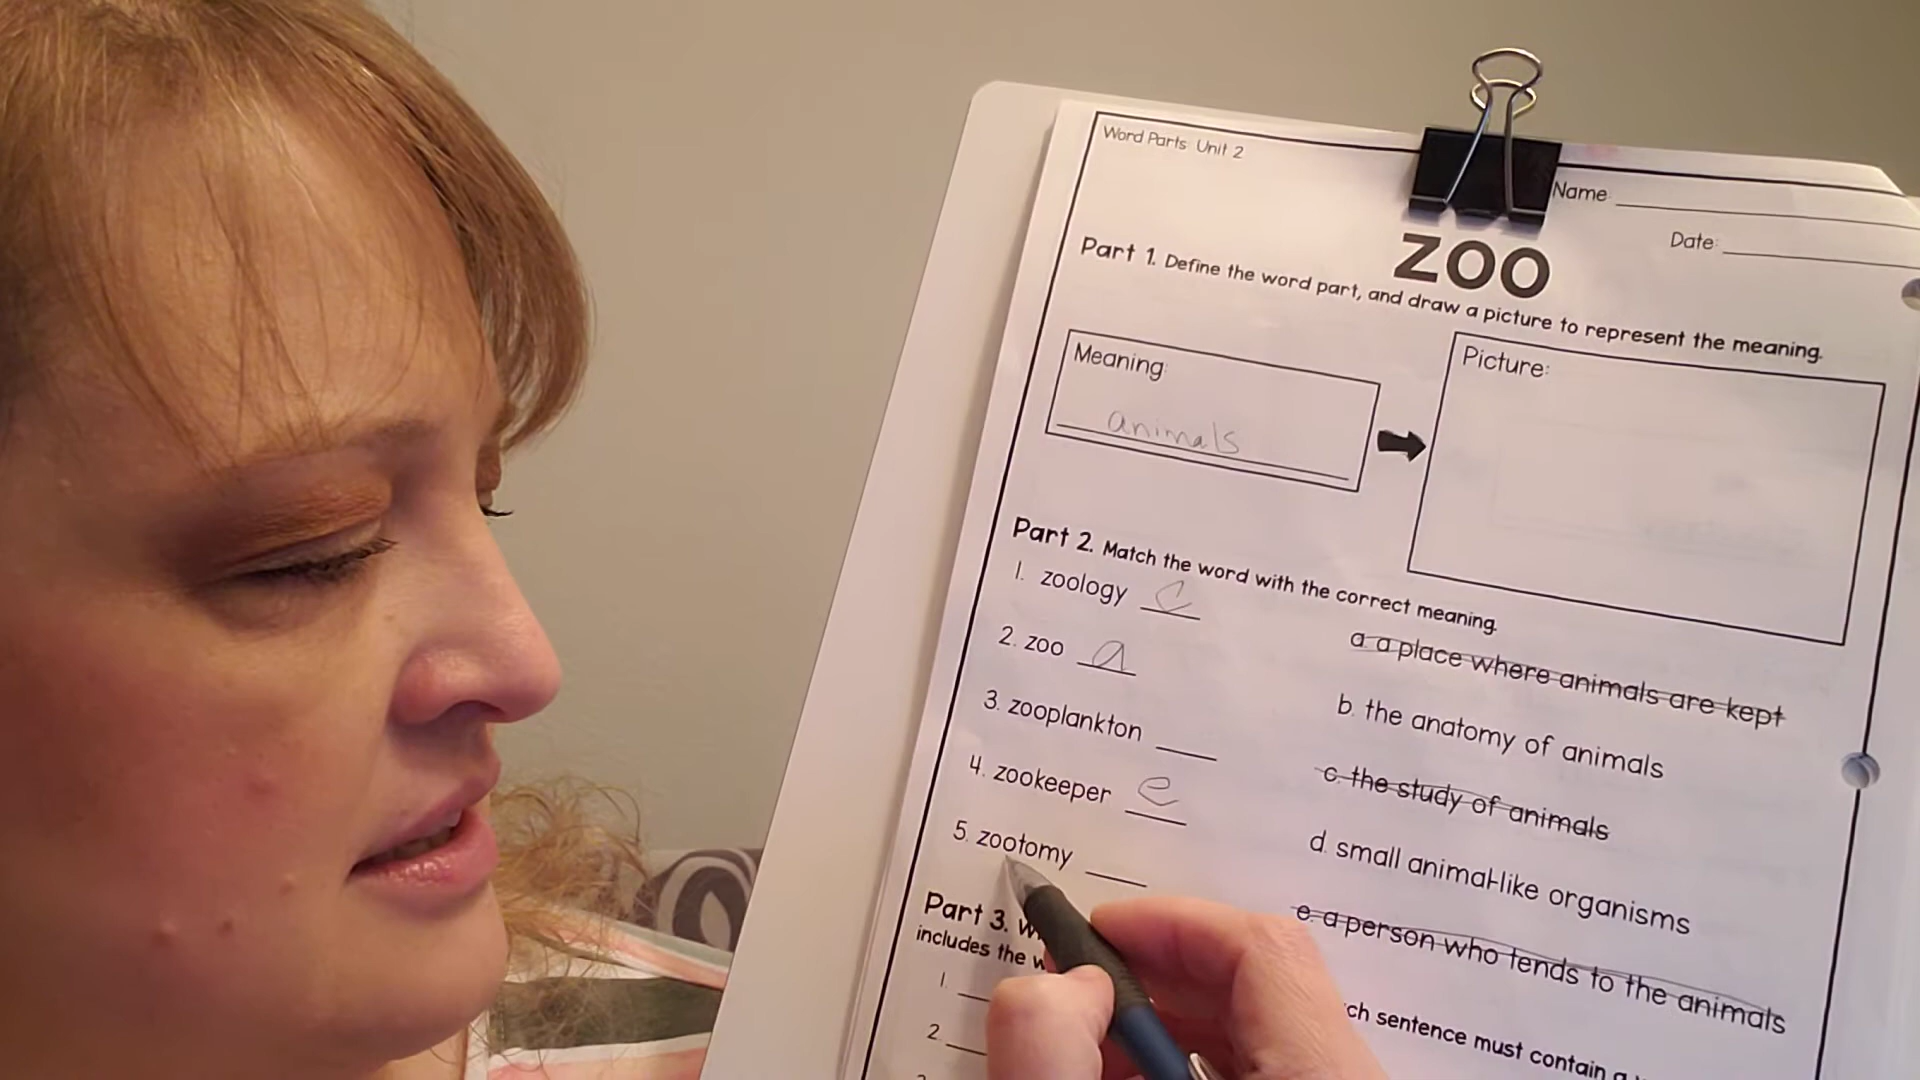 Word Parts Unit 2
Name:
Date:
ZOO
Part 1. Define the word part, and draw a picture to represent the meaning.
Meaning:
animals
Picture:
Part 2. Match the word with the correct meaning.
1. zoology c
2. zoo a
3. zooplankton
4. zookeeper e
5. zootomy
a. a place where animals are kept
b. the anatomy of animals
c. the study of animals
d. small animal-like organisms
e. a person who tends to the animals
Part 3.
includes the
sentence must contain a
1.
2.